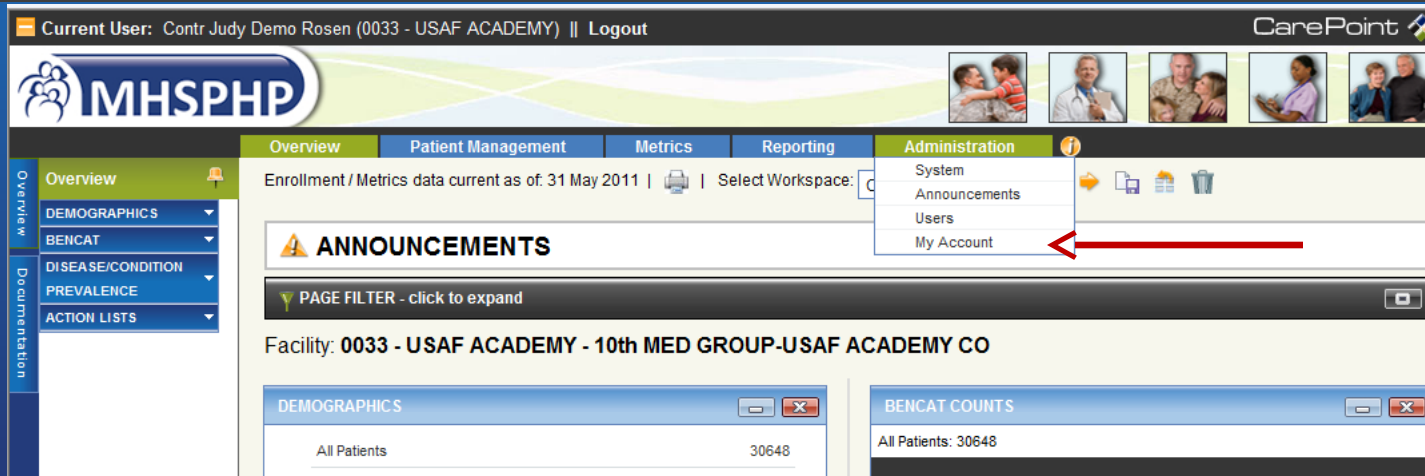 Current User: Contr Judy Demo Rosen (0033 - USAF ACADEMY) || Logout
CarePoint
MHSPHP
Overview Patient Management Metrics Reporting Administration
System
Announcements
Users
My Account
Overview
Documentation
Overview
DEMOGRAPHICS
BENCAT
DISEASE/CONDITION
PREVALENCE
ACTION LISTS
Enrollment / Metrics data current as of: 31 May 2011 | | Select Workspace:
ANNOUNCEMENTS
PAGE FILTER - click to expand
Facility: 0033 - USAF ACADEMY - 10th MED GROUP-USAF ACADEMY CO
DEMOGRAPHICS
All Patients 30648
BENCAT COUNTS
All Patients: 30648